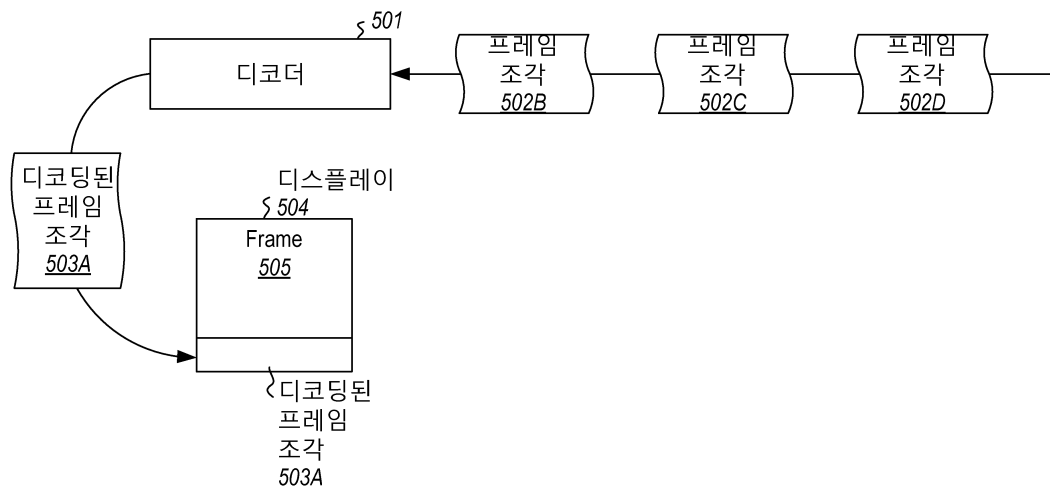 501
디코더
프레임
조각
502B
프레임
조각
502C
프레임
조각
502D
디코딩된
프레임
조각
503A
디스플레이
504
Frame
505
디코딩된
프레임
조각
503A